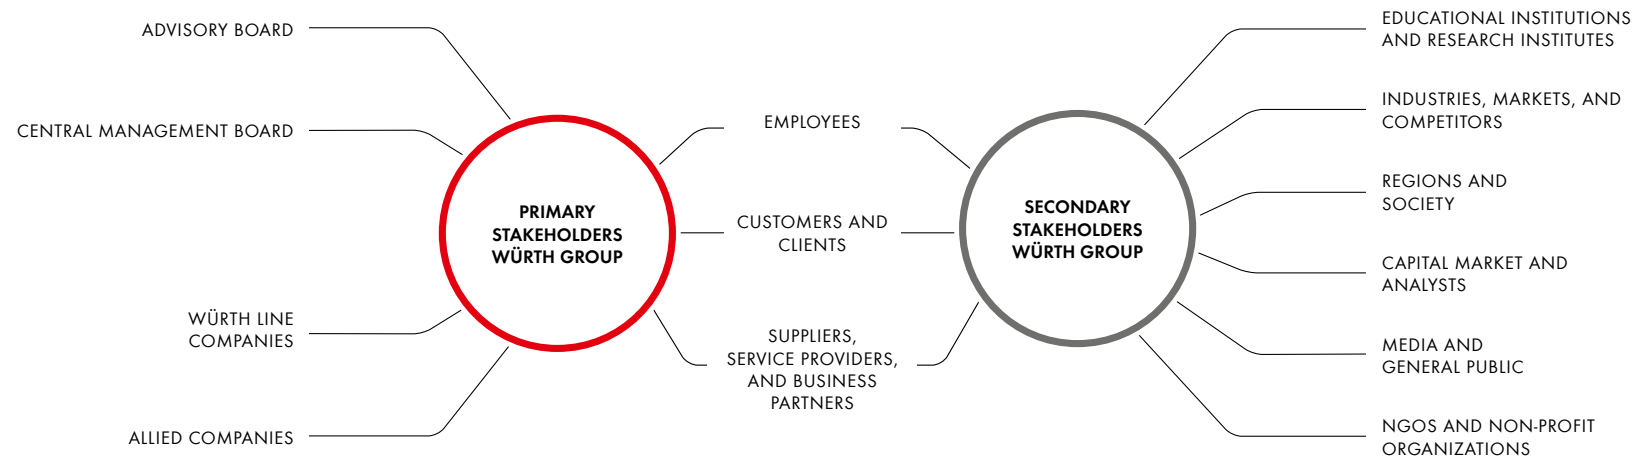 ADVISORY BOARD
CENTRAL MANAGEMENT BOARD
WÜRTH LINE
COMPANIES
ALLIED COMPANIES
PRIMARY
STAKEHOLDERS
WÜRTH GROUP
EMPLOYEES
CUSTOMERS AND
CLIENTS
SUPPLIERS,
SERVICE PROVIDERS,
AND BUSINESS
PARTNERS
SECONDARY
STAKEHOLDERS
WÜRTH GROUP
EDUCATIONAL INSTITUTIONS
AND RESEARCH INSTITUTES
INDUSTRIES, MARKETS, AND
COMPETITORS
REGIONS AND
SOCIETY
CAPITAL MARKET AND
ANALYSTS
MEDIA AND
GENERAL PUBLIC
NGOS AND NON-PROFIT
ORGANIZATIONS